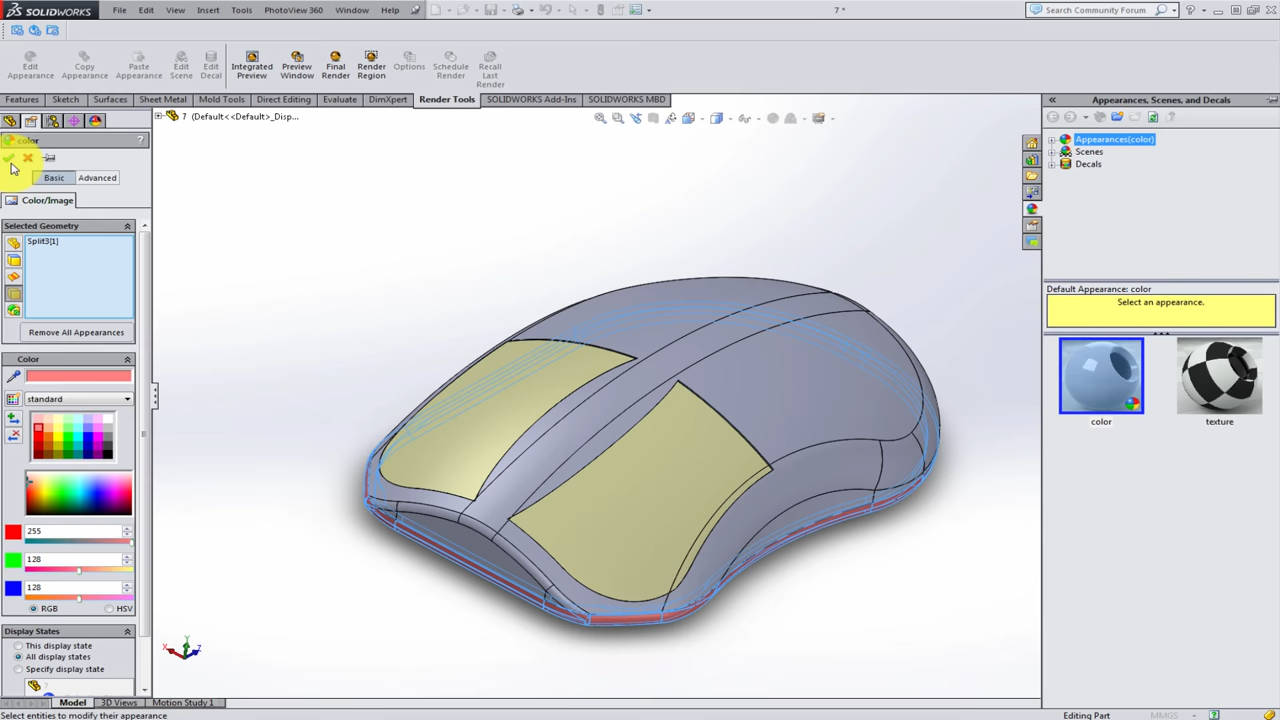 SOLIDWORKS File Edit View Insert Tools PhotoView 360 Window Help 7 * Search Community Forum
Edit Appearance Copy Appearance Paste Appearance Edit Scene Edit Decal Integrated Preview Preview Window Final Render Render Region Options Schedule Render Recall Last Render
Features Sketch Surfaces Sheet Metal Mold Tools Direct Editing Evaluate DimXpert Render Tools SOLIDWORKS Add-Ins SOLIDWORKS MBD
Appearances, Scenes, and Decals
7 (Default<<Default>_Disp...
color ?
Appearances(color)
Scenes
Decals
Basic Advanced
Color/Image
Selected Geometry
Split3[1]
Remove All Appearances
Color
standard
255
128
128
RGB HSV
Display States
This display state
All display states
Specify display state
Default Appearance: color
Select an appearance.
color texture
X Y Z
Model 3D Views Motion Study 1
Select entities to modify their appearance Editing Part MMGS